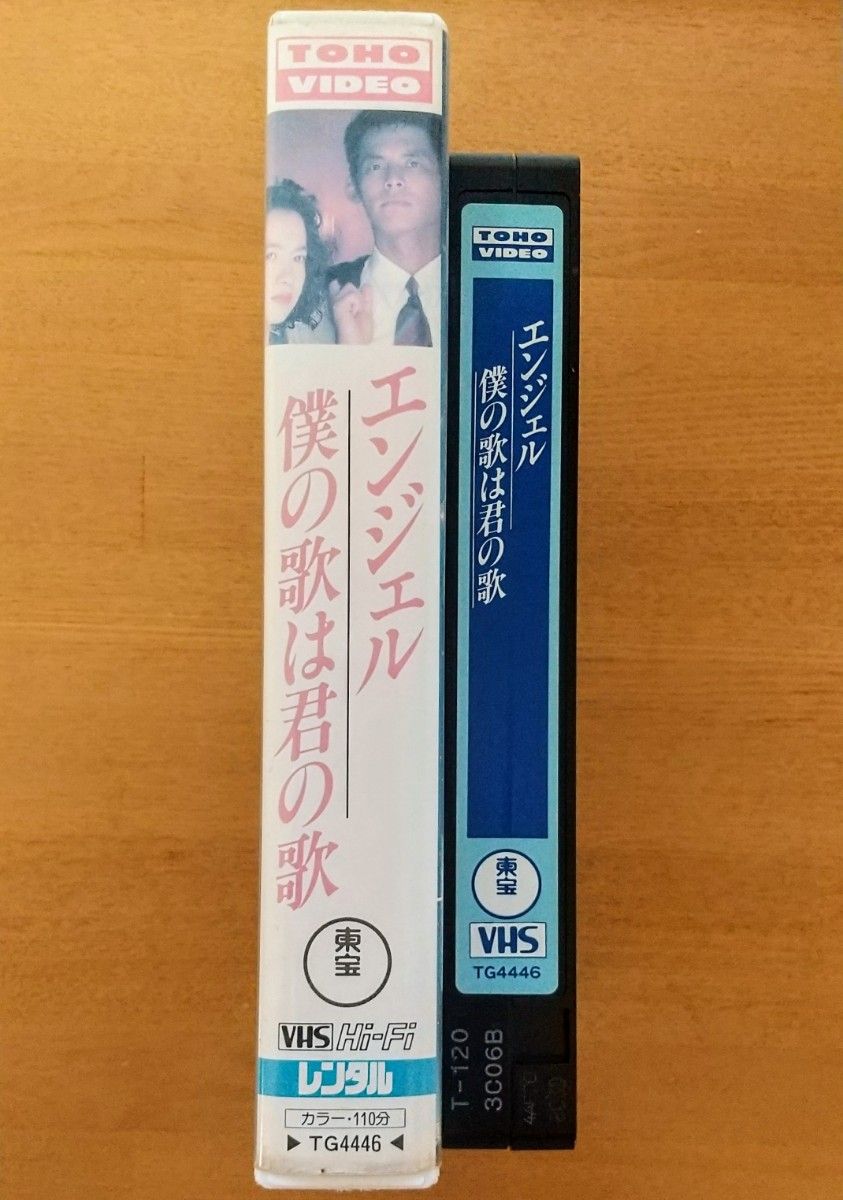 TOHO
VIDEO
エンジェル
僕の歌は君の歌
東宝
VHS Hi-Fi
レンタル
カラー・110分
▶ TG4446 ◀
TOHO
VIDEO
エンジェル
僕の歌は君の歌
東宝
VHS
TG4446
T-120
3C06B